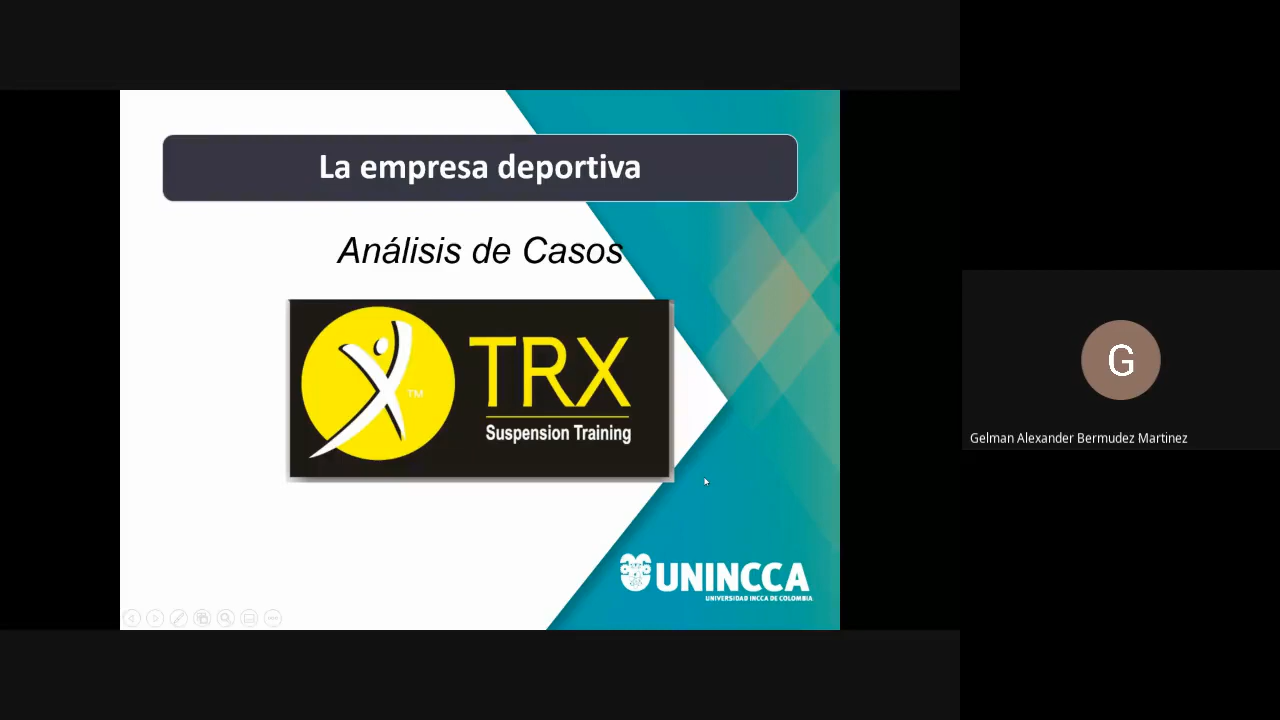 La empresa deportiva
Análisis de Casos
TM
TRX
Suspension Training
UNINCCA
UNIVERSIDAD INCCA DE COLOMBIA
G
Gelman Alexander Bermudez Martinez